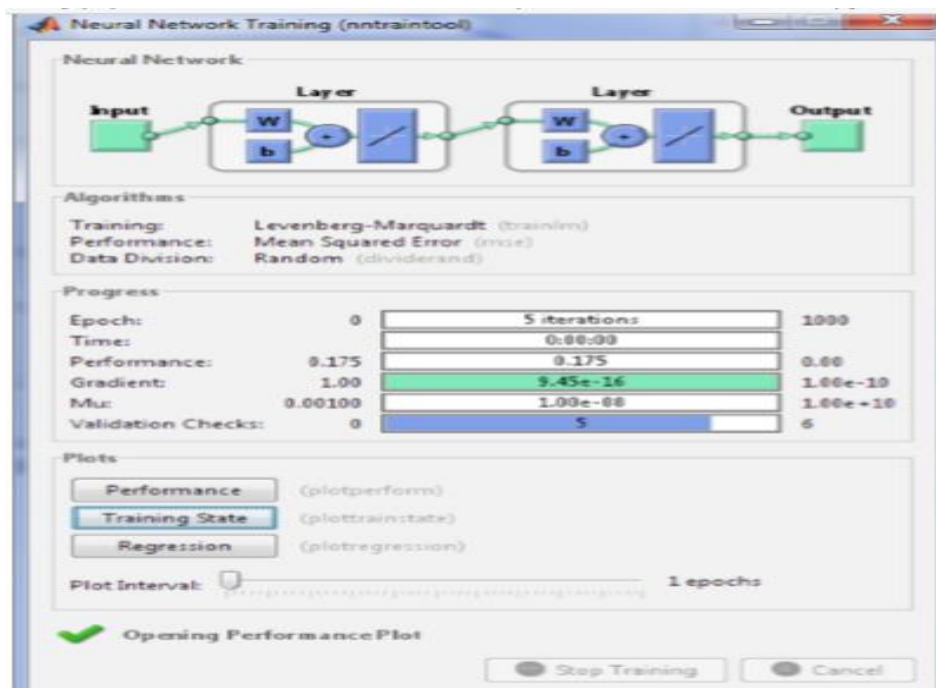 Neural Network Training (nntraintool)
Neural Network
Layer Layer
Input Output
W W
b b
Algorithms
Training: Levenberg-Marquardt (trainlm)
Performance: Mean Squared Error (mse)
Data Division: Random (dividerand)
Progress
Epoch: 0 5 iterations 1000
Time: 0:00:00
Performance: 0.175 0.175 0.00
Gradient: 1.00 9.45e-16 1.00e-10
Mu: 0.00100 1.00e-08 1.00e+10
Validation Checks: 0 5 6
Plots
Performance (plotperform)
Training State (plottrainstate)
Regression (plotregression)
Plot Interval: 1 epochs
Opening Performance Plot
Stop Training Cancel